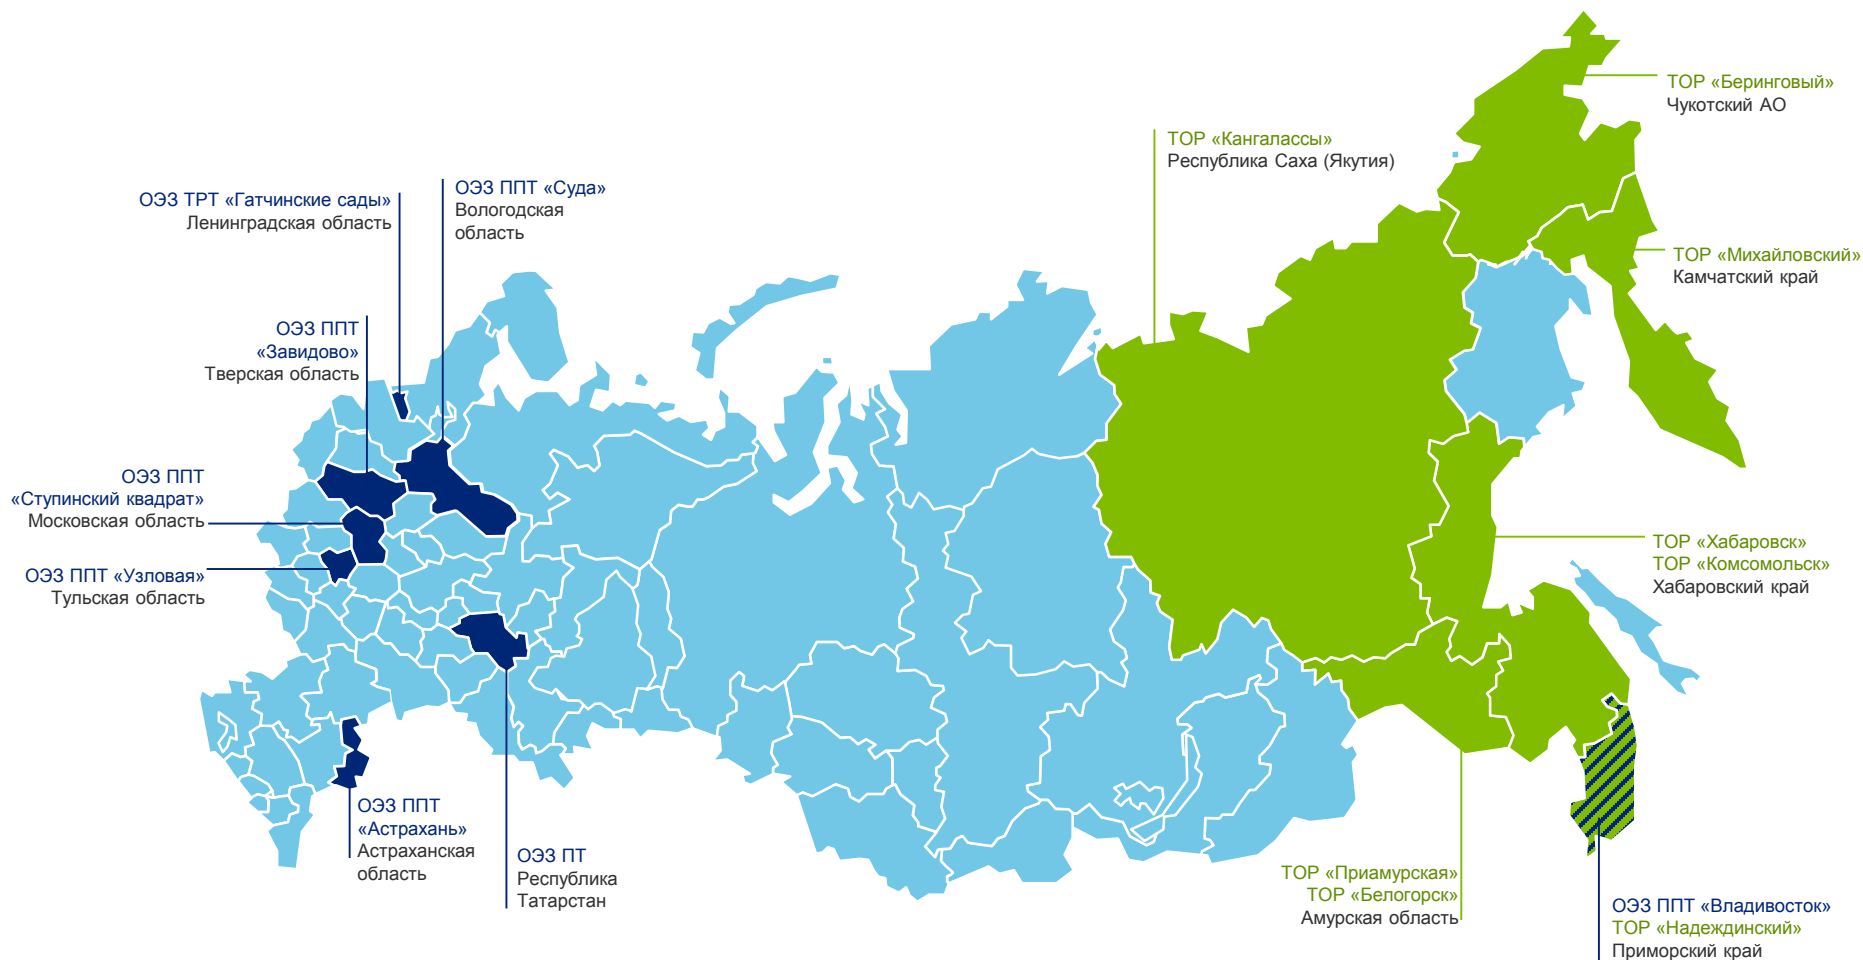 ТОР «Беринговый»
Чукотский АО
ТОР «Кангалассы»
Республика Саха (Якутия)
ОЭЗ ТРТ «Гатчинские сады»
Ленинградская область
ОЭЗ ППТ «Суда»
Вологодская
область
ТОР «Михайловский»
Камчатский край
ОЭЗ ППТ
«Завидово»
Тверская область
ОЭЗ ППТ
«Ступинский квадрат»
Московская область
ТОР «Хабаровск»
ТОР «Комсомольск»
Хабаровский край
ОЭЗ ППТ «Узловая»
Тульская область
ОЭЗ ППТ
«Астрахань»
Астраханская
область
ОЭЗ ПТ
Республика
Татарстан
ТОР «Приамурская»
ТОР «Белогорск»
Амурская область
ОЭЗ ППТ «Владивосток»
ТОР «Надеждинский»
Приморский край